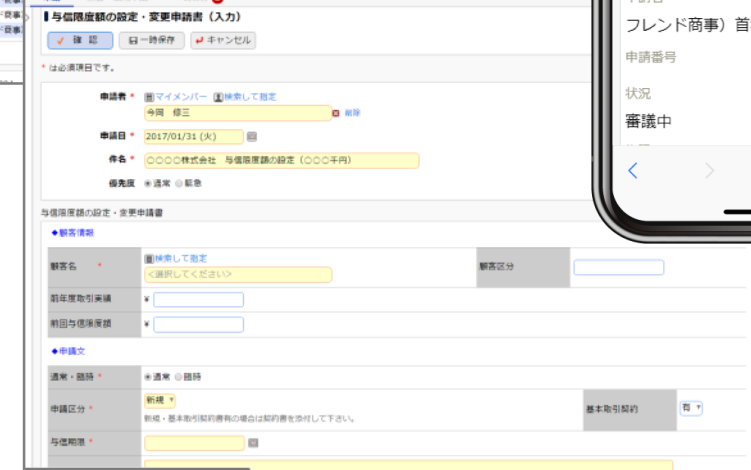 与信限度額の設定・変更申請書（入力）
確 認 一時保存 キャンセル
* は必須項目です。
申請者 * マイメンバー 検索して指定
今岡 修三 削除
申請日 * 2017/01/31 (火)
件名 * ○○○○株式会社 与信限度額の設定（○○○千円）
優先度 通常 緊急
与信限度額の設定・変更申請書
◆顧客情報
顧客名 * 検索して指定
<選択してください>
顧客区分
前年度取引実績 ¥
前回与信限度額 ¥
◆申請文
通常・臨時 * 通常 臨時
申請区分 * 新規
新規・基本取引契約書有の場合は契約書を添付して下さい。
基本取引契約 有
与信期限 *
フレンド商事）首
申請番号
状況
審議中